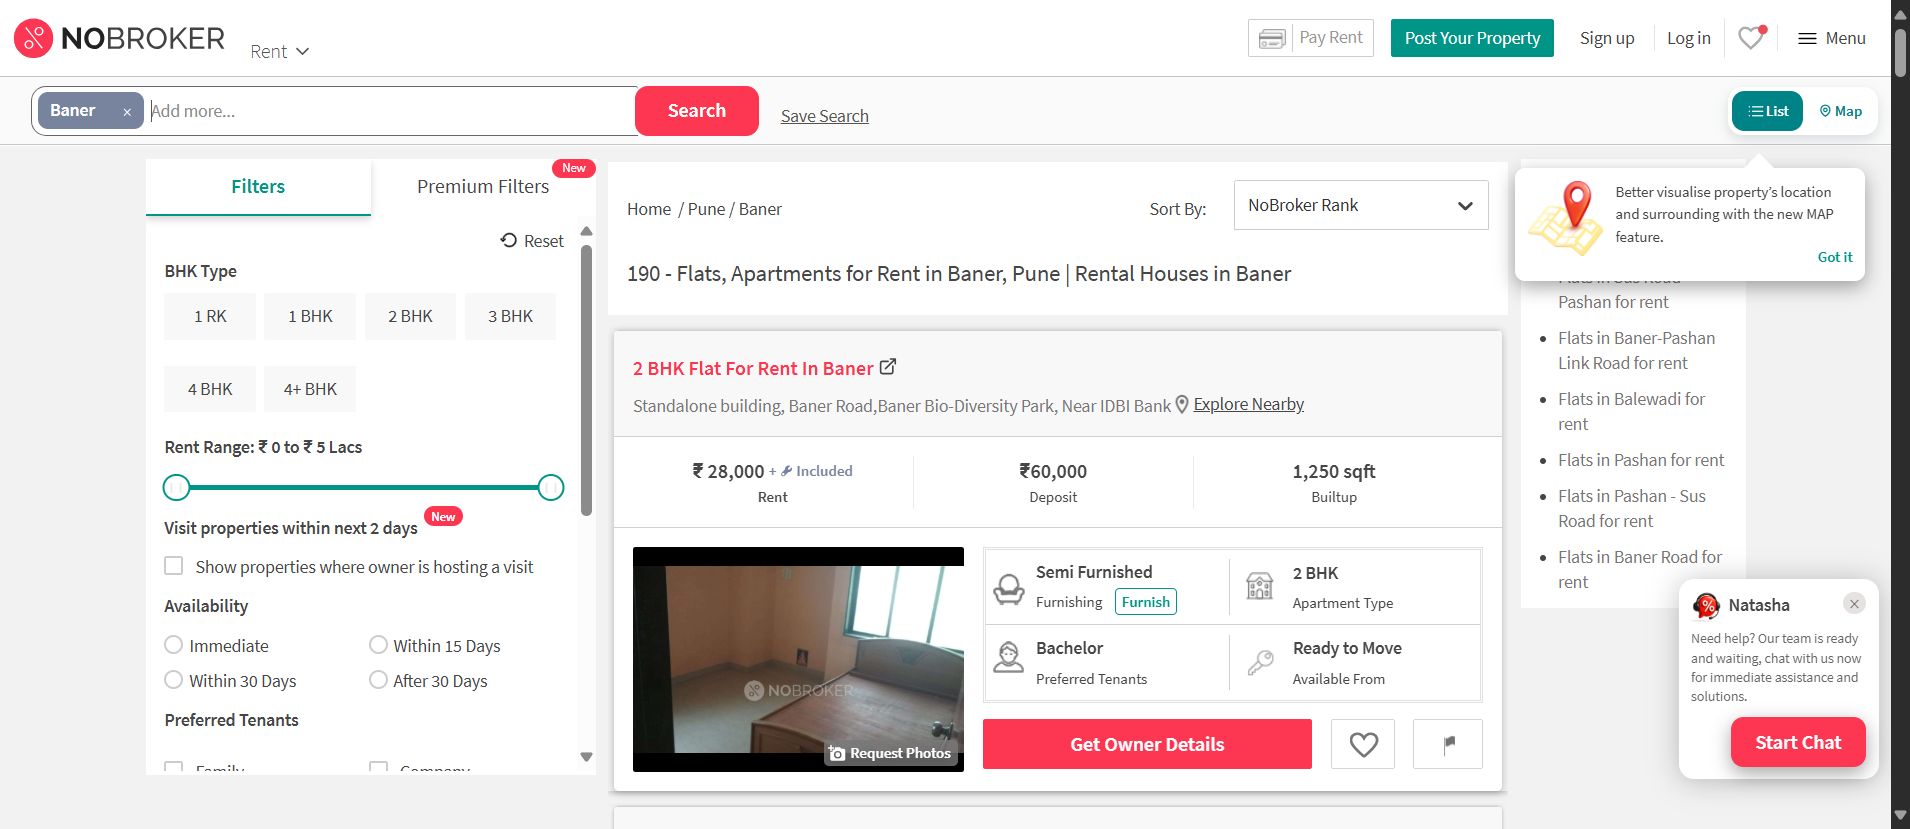 NOBROKER
Rent
Pay Rent
Post Your Property
Sign up
Log in
Menu
Baner ×
Add more...
Search
Save Search
List
Map
Filters
Premium Filters
New
Reset
BHK Type
1 RK
1 BHK
2 BHK
3 BHK
4 BHK
4+ BHK
Rent Range: ₹ 0 to ₹ 5 Lacs
Visit properties within next 2 days
New
Show properties where owner is hosting a visit
Availability
Immediate
Within 15 Days
Within 30 Days
After 30 Days
Preferred Tenants
Family
Company
Home / Pune / Baner
Sort By:
NoBroker Rank
190 - Flats, Apartments for Rent in Baner, Pune | Rental Houses in Baner
2 BHK Flat For Rent In Baner
Standalone building, Baner Road,Baner Bio-Diversity Park, Near IDBI Bank
Explore Nearby
₹ 28,000 + Included
Rent
₹60,000
Deposit
1,250 sqft
Builtup
NOBROKER
Request Photos
Semi Furnished
Furnishing
Furnish
2 BHK
Apartment Type
Bachelor
Preferred Tenants
Ready to Move
Available From
Get Owner Details
Better visualise property's location
and surrounding with the new MAP
feature.
Got it
Flats in Sus Road
Pashan for rent
Flats in Baner-Pashan
Link Road for rent
Flats in Balewadi for
rent
Flats in Pashan for rent
Flats in Pashan - Sus
Road for rent
Flats in Baner Road for
rent
Natasha
Need help? Our team is ready
and waiting, chat with us now
for immediate assistance and
solutions.
Start Chat